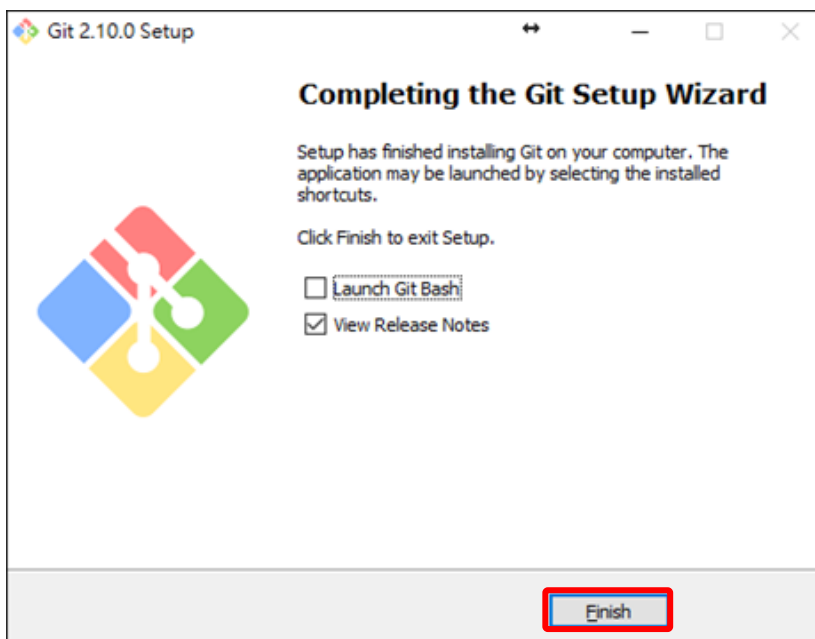 Git 2.10.0 Setup
Completing the Git Setup Wizard
Setup has finished installing Git on your computer. The
application may be launched by selecting the installed
shortcuts.
Click Finish to exit Setup.
Launch Git Bash
View Release Notes
Finish